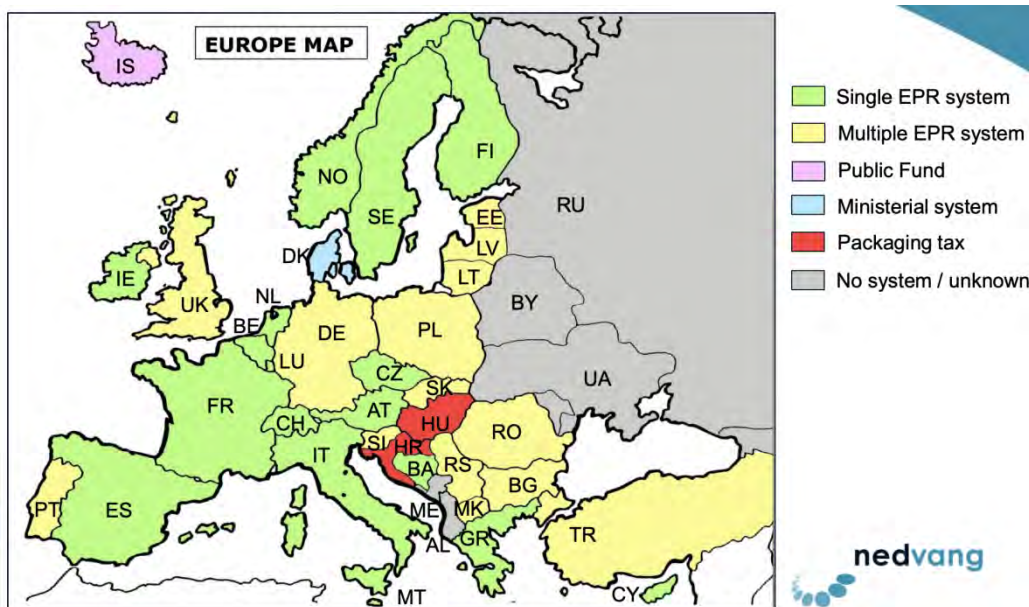 EUROPE MAP
IS
NO
SE
FI
RU
EE
LV
LT
DK
IE
UK
NL
BE
LU
DE
PL
BY
UA
CZ
SK
FR
CH
AT
HU
SI
HR
IT
BA
RS
RO
BG
ME
MK
AL
GR
PT
ES
TR
MT
CY
Single EPR system
Multiple EPR system
Public Fund
Ministerial system
Packaging tax
No system / unknown
nedvang